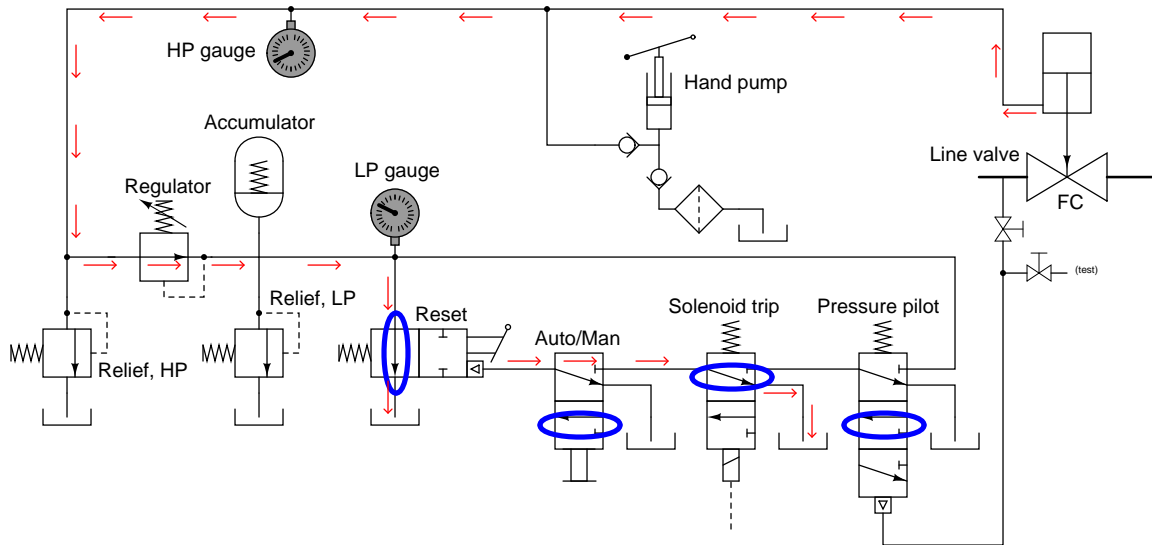 HP gauge
Hand pump
Accumulator
LP gauge
Line valve
Regulator
FC
(test)
Relief, LP
Reset
Solenoid trip
Pressure pilot
Auto/Man
Relief, HP